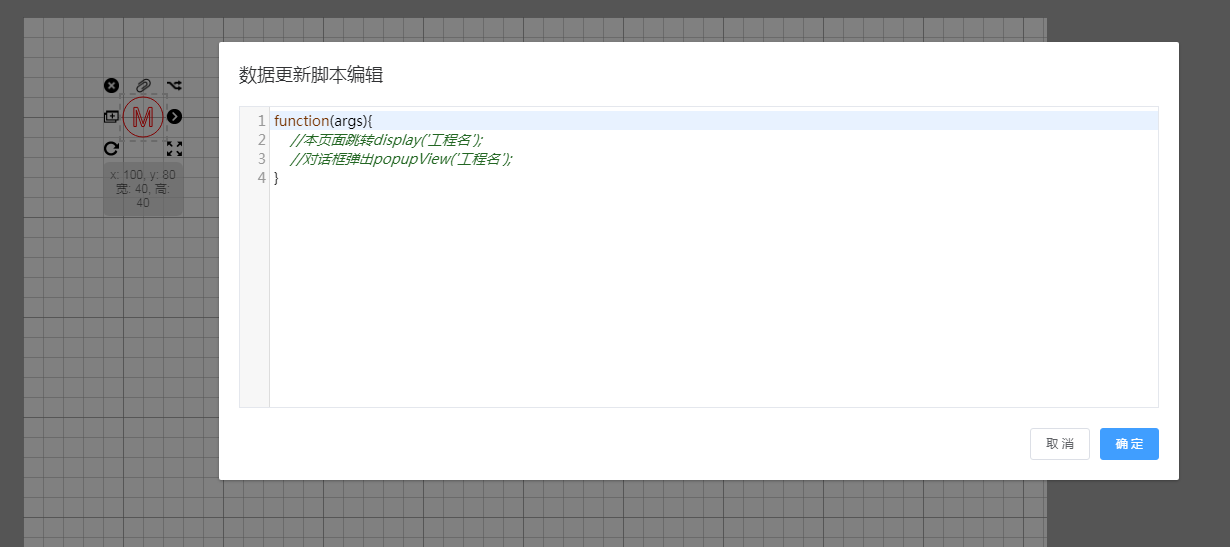 数据更新脚本编辑
M
x: 100, y: 80
宽: 40, 高:
40
1 function(args){
2 //本页面跳转display('工程名');
3 //对话框弹出popupView('工程名');
4 }
取消
确定